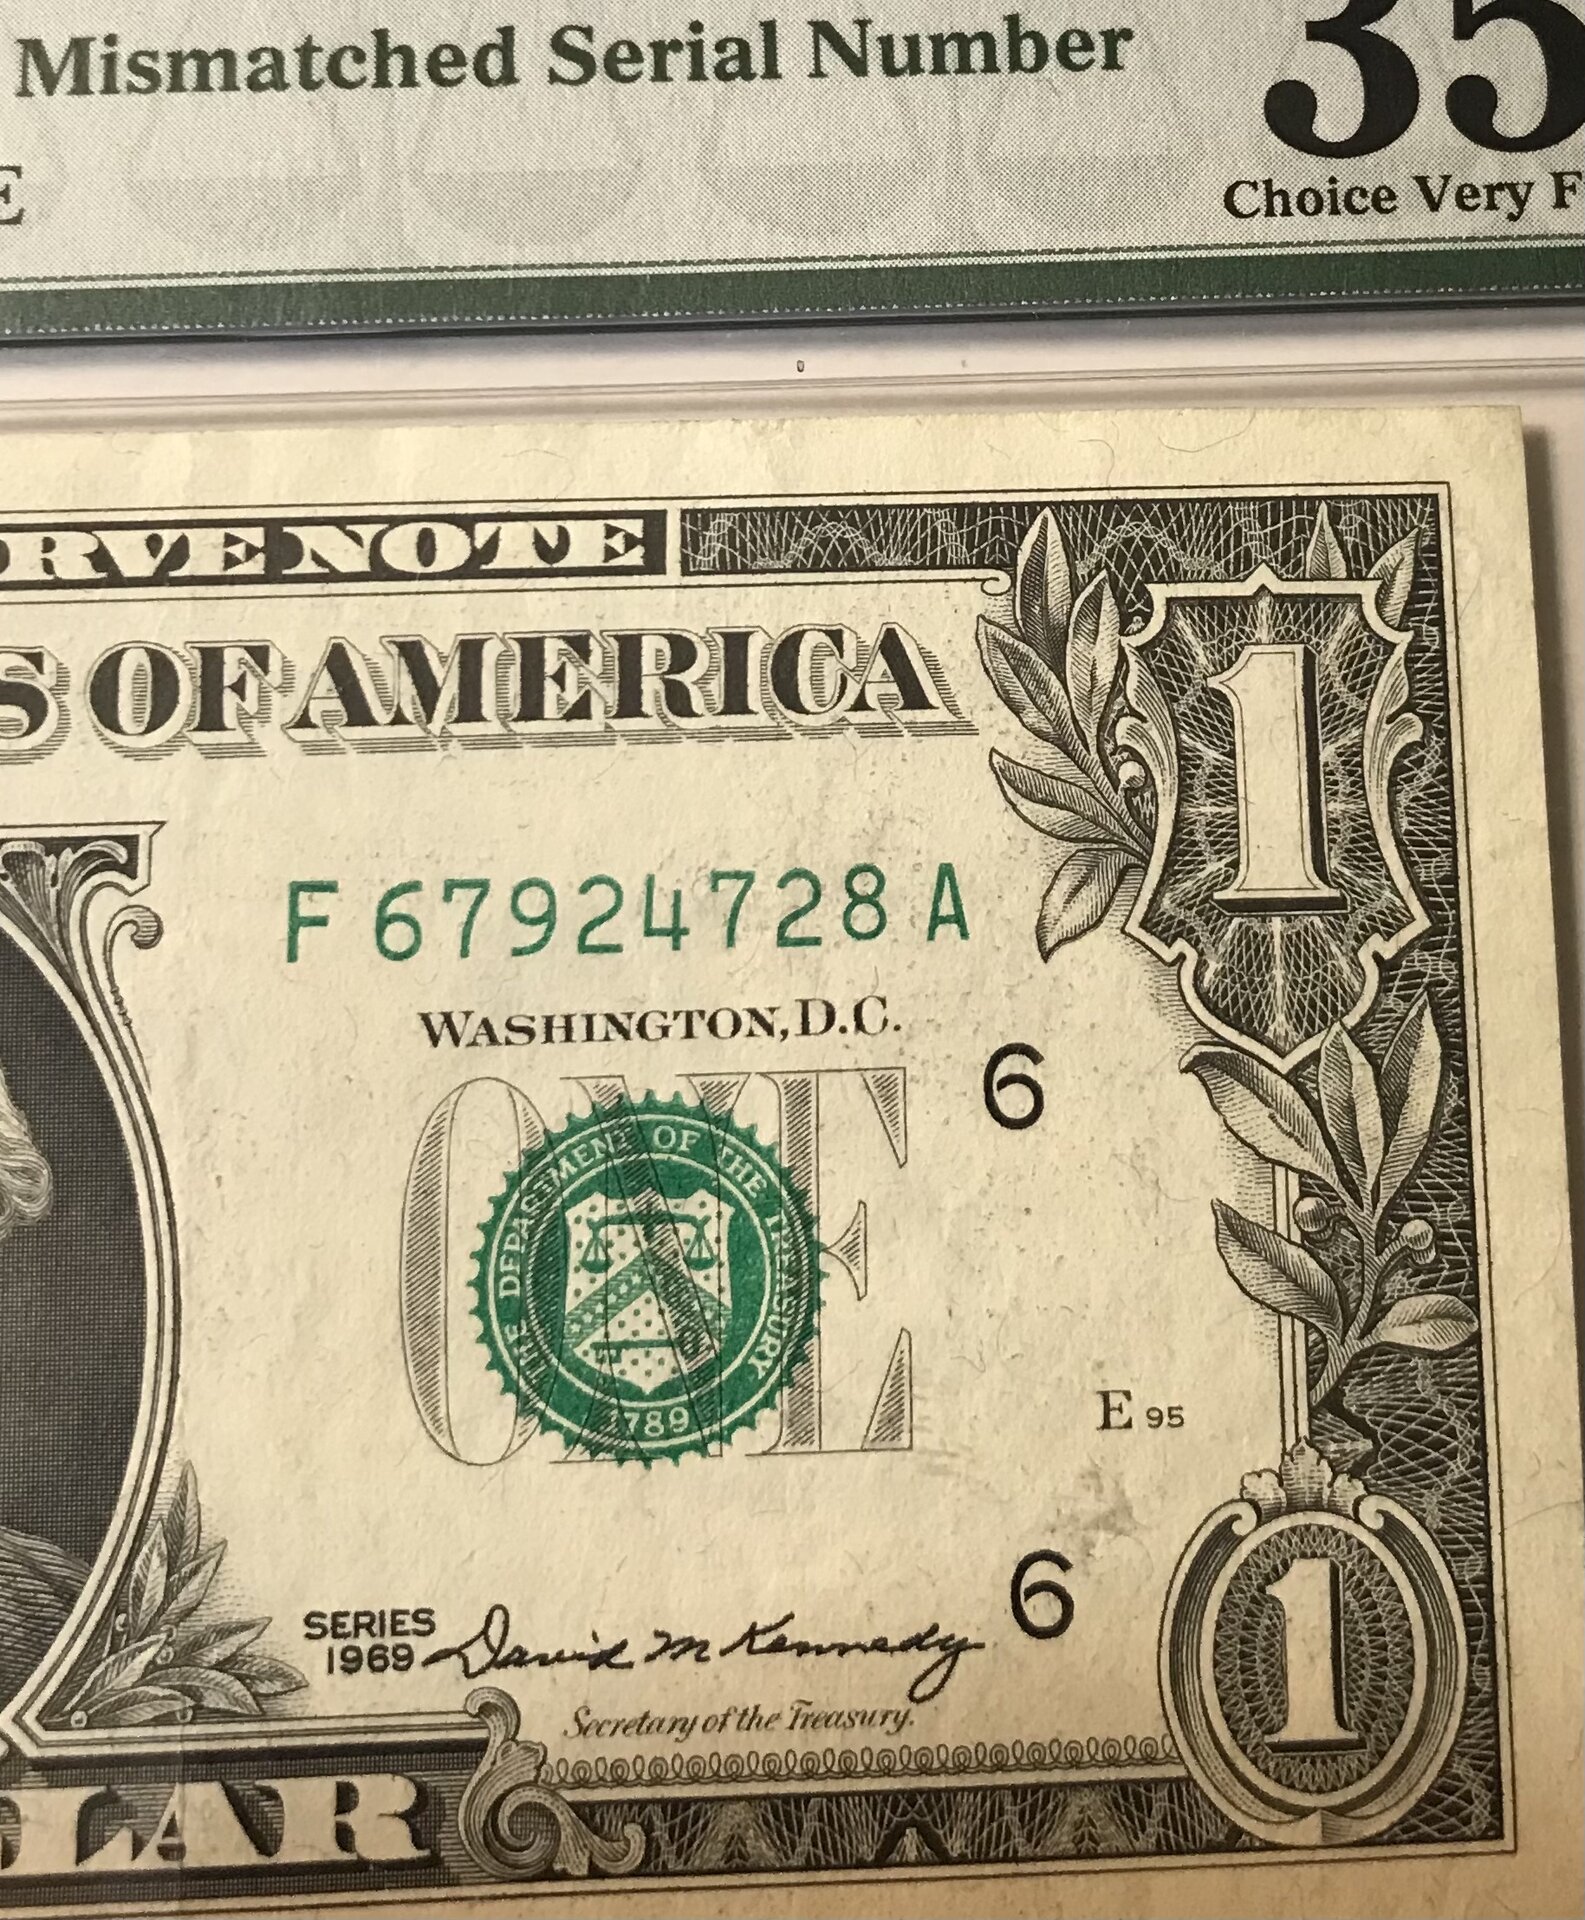 Mismatched Serial Number
35
E
Choice Very F
RVE NOTE
S OF AMERICA
1
F 67924728 A
WASHINGTON, D.C.
6
ONE
THE DEPARTMENT OF THE TREASURY
1789
E 95
6
SERIES
1969
David M Kennedy
Secretary of the Treasury.
1
LLAR